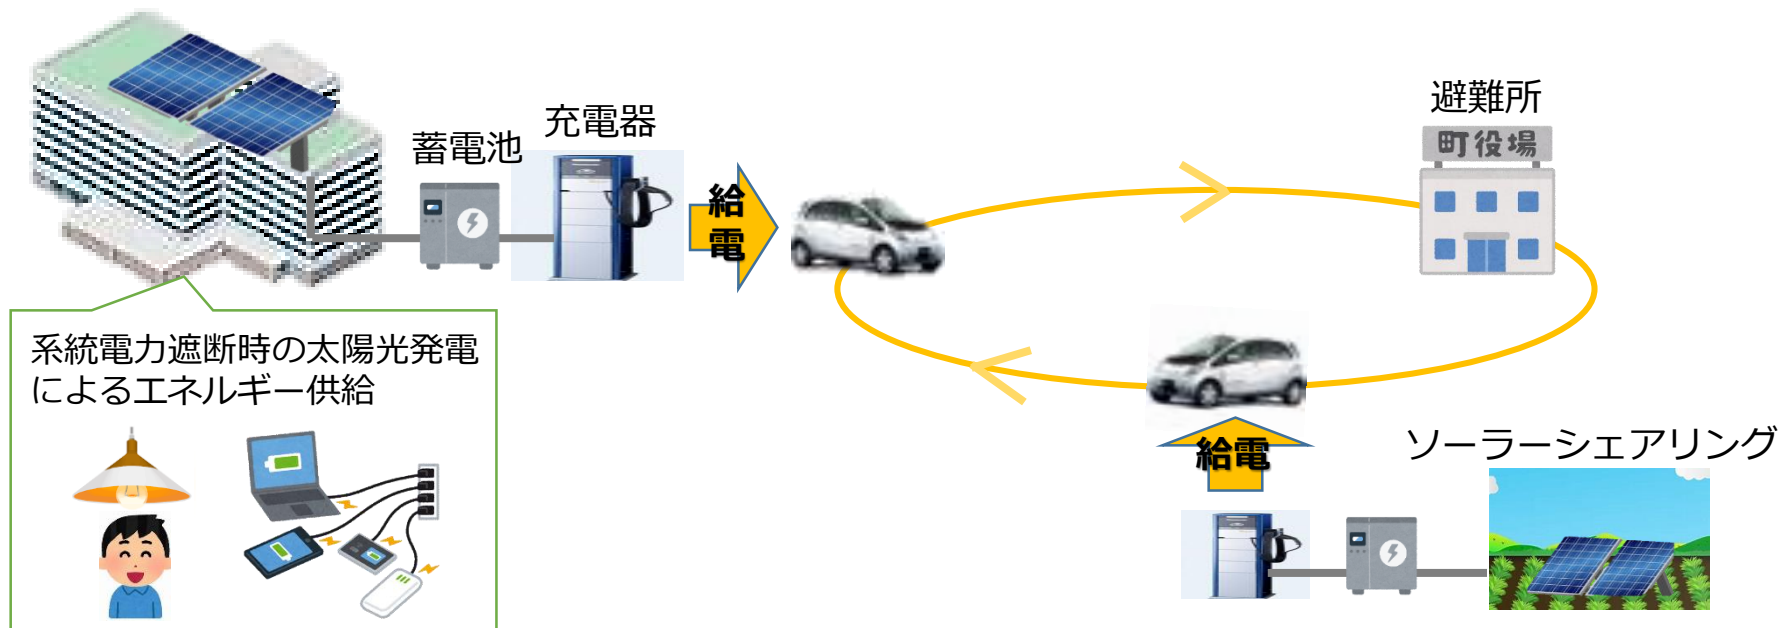 蓄電池
充電器
給
電
避難所
町役場
系統電力遮断時の太陽光発電
によるエネルギー供給
給電
ソーラーシェアリング